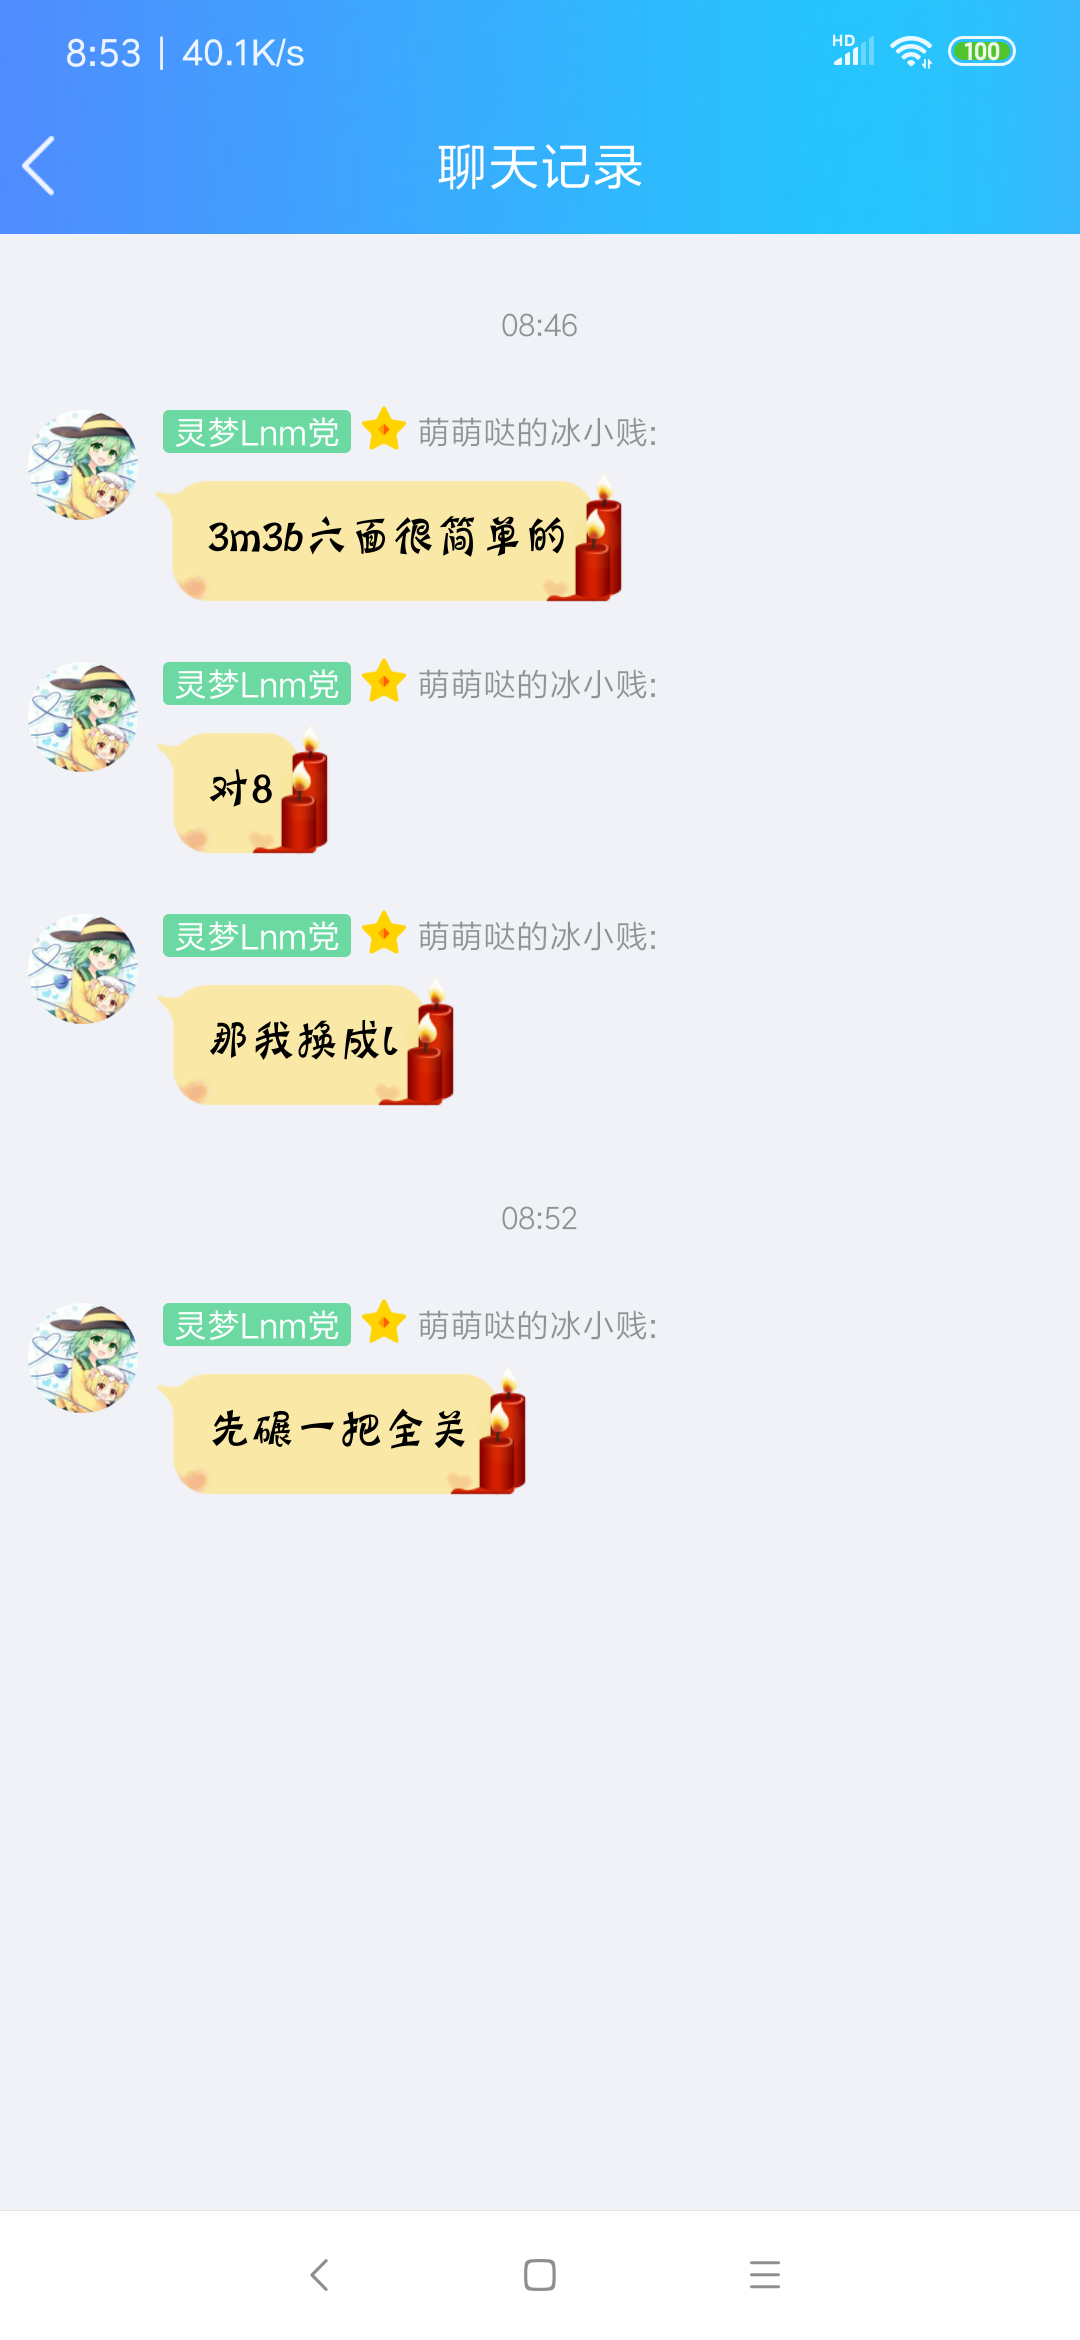 8:53 | 40.1K/s
HD
100
聊天记录
08:46
灵梦Lnm党 萌萌哒的冰小贱:
3m3b六面很简单的
灵梦Lnm党 萌萌哒的冰小贱:
对8
灵梦Lnm党 萌萌哒的冰小贱:
那我换成l
08:52
灵梦Lnm党 萌萌哒的冰小贱:
先碾一把全关